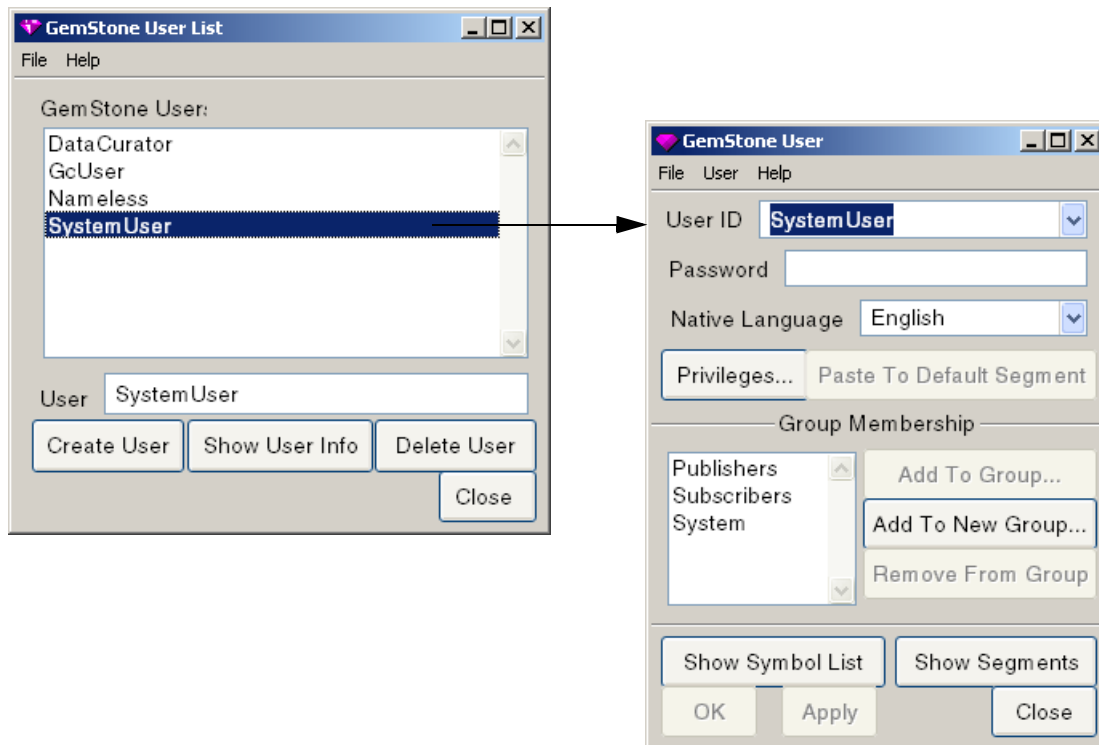 GemStone User List
File Help
GemStone User:
DataCurator
GcUser
Nameless
SystemUser
User SystemUser
Create User Show User Info Delete User
Close
GemStone User
File User Help
User ID SystemUser
Password
Native Language English
Privileges... Paste To Default Segment
Group Membership
Publishers
Subscribers
System
Add To Group...
Add To New Group...
Remove From Group
Show Symbol List Show Segments
OK Apply Close